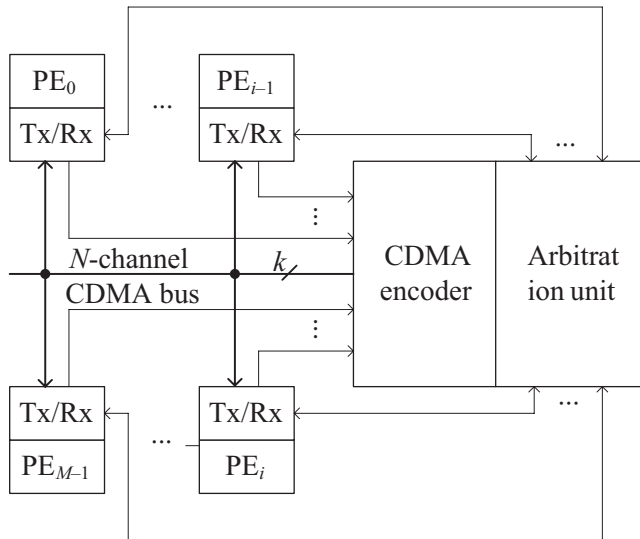 PE0 ... PEi–1
Tx/Rx Tx/Rx ...
...
N-channel k CDMA Arbitrat
CDMA bus encoder ion unit
...
Tx/Rx Tx/Rx ...
PEM–1 ... PEi